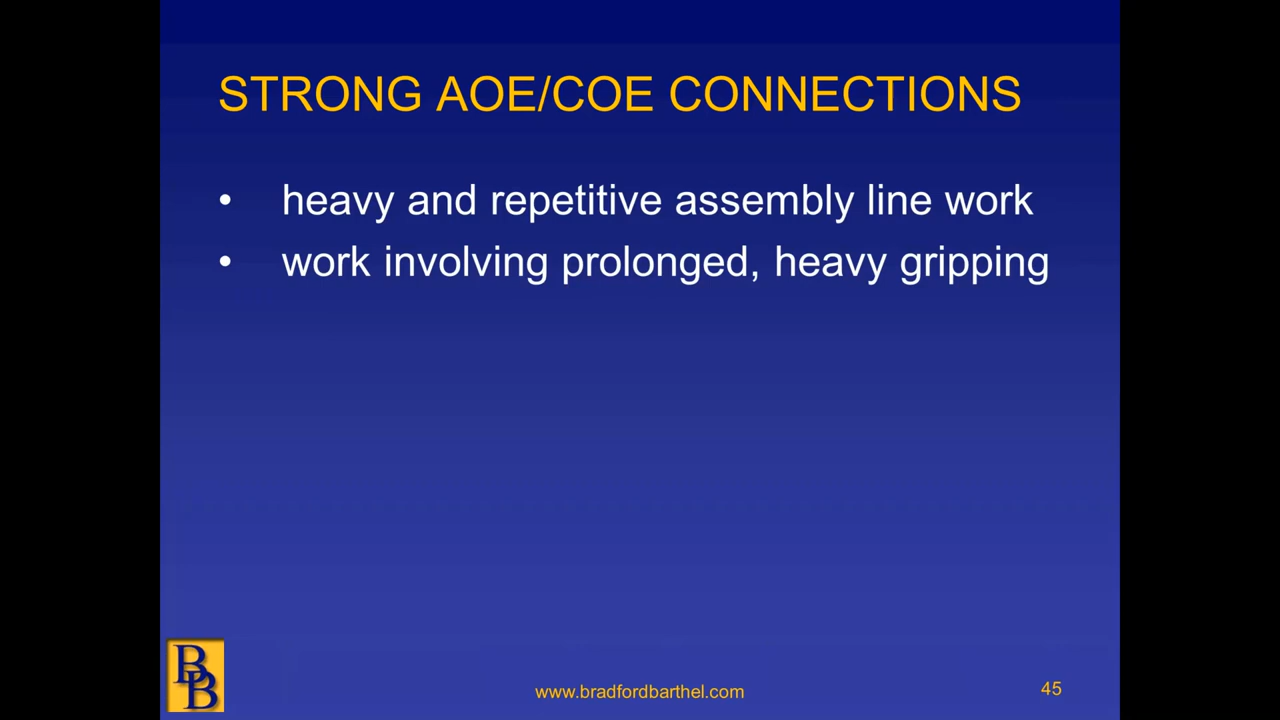 STRONG AOE/COE CONNECTIONS
• heavy and repetitive assembly line work
• work involving prolonged, heavy gripping
BB
www.bradfordbarthel.com
45